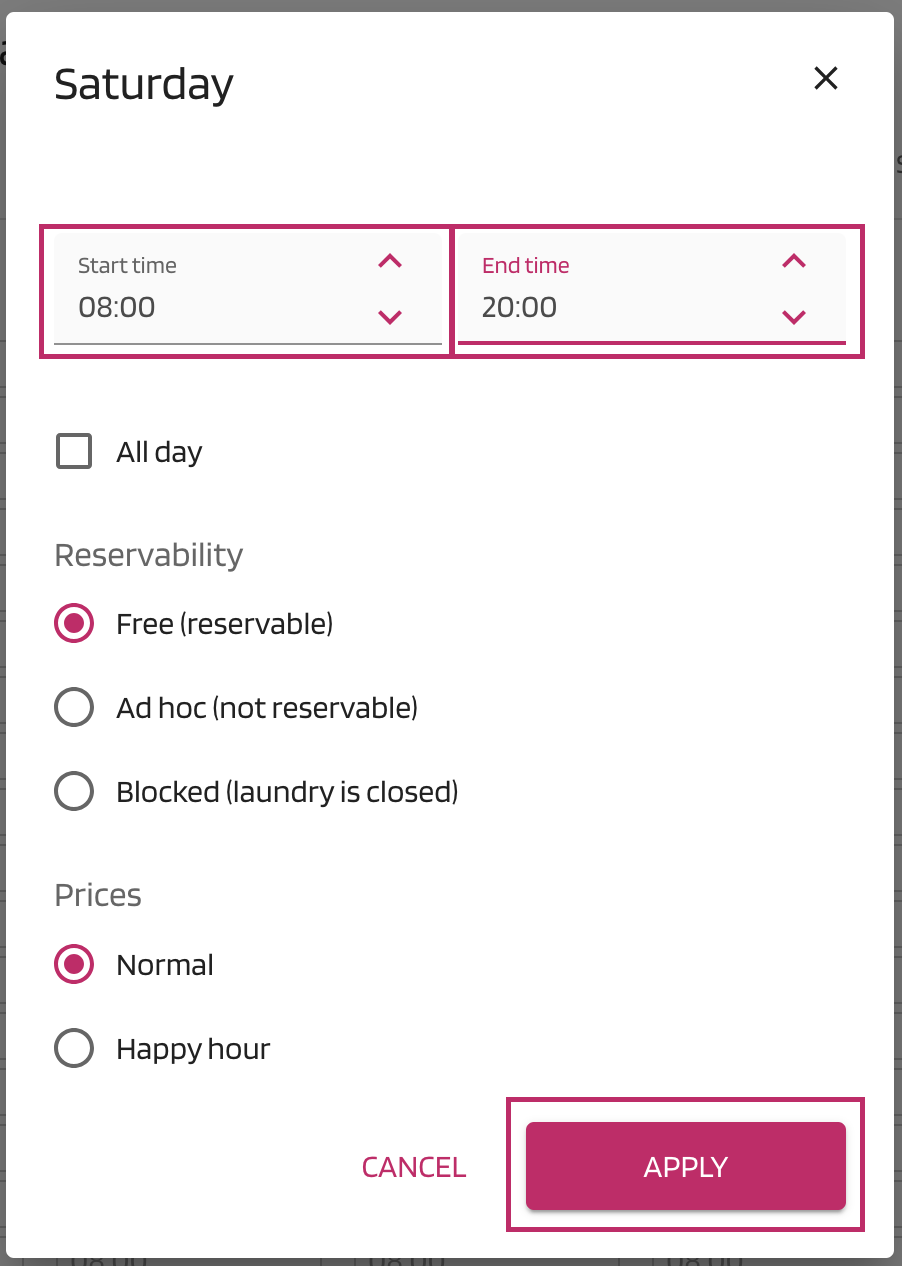 Saturday
Start time
08:00
End time
20:00
All day
Reservability
Free (reservable)
Ad hoc (not reservable)
Blocked (laundry is closed)
Prices
Normal
Happy hour
CANCEL
APPLY